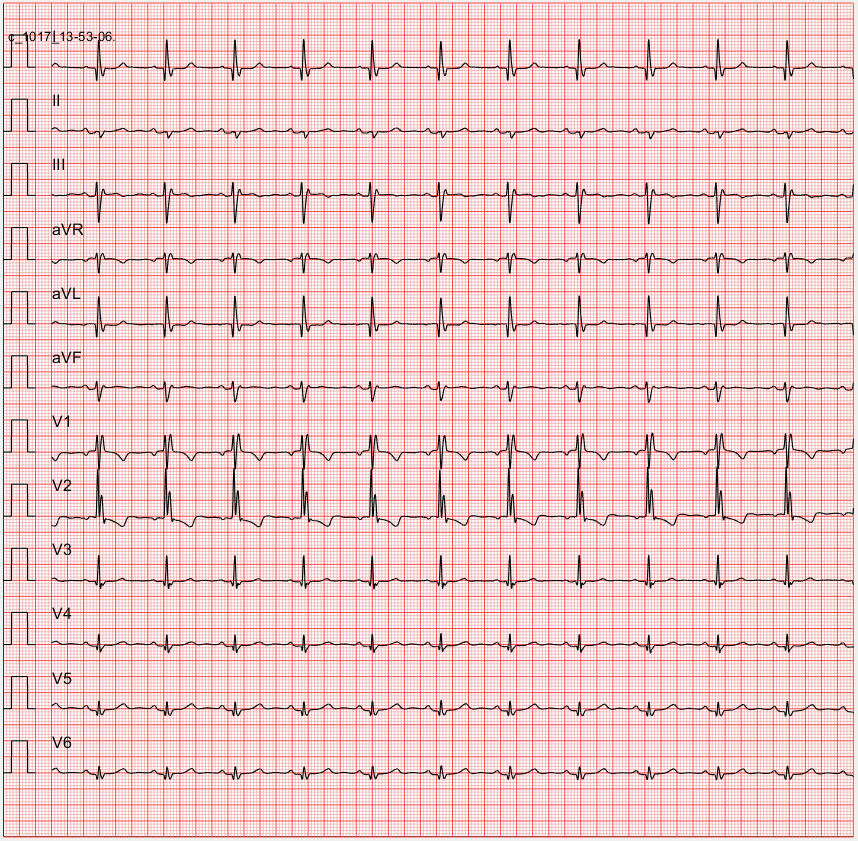 c_1017_13-53-06.
I
II
III
aVR
aVL
aVF
V1
V2
V3
V4
V5
V6